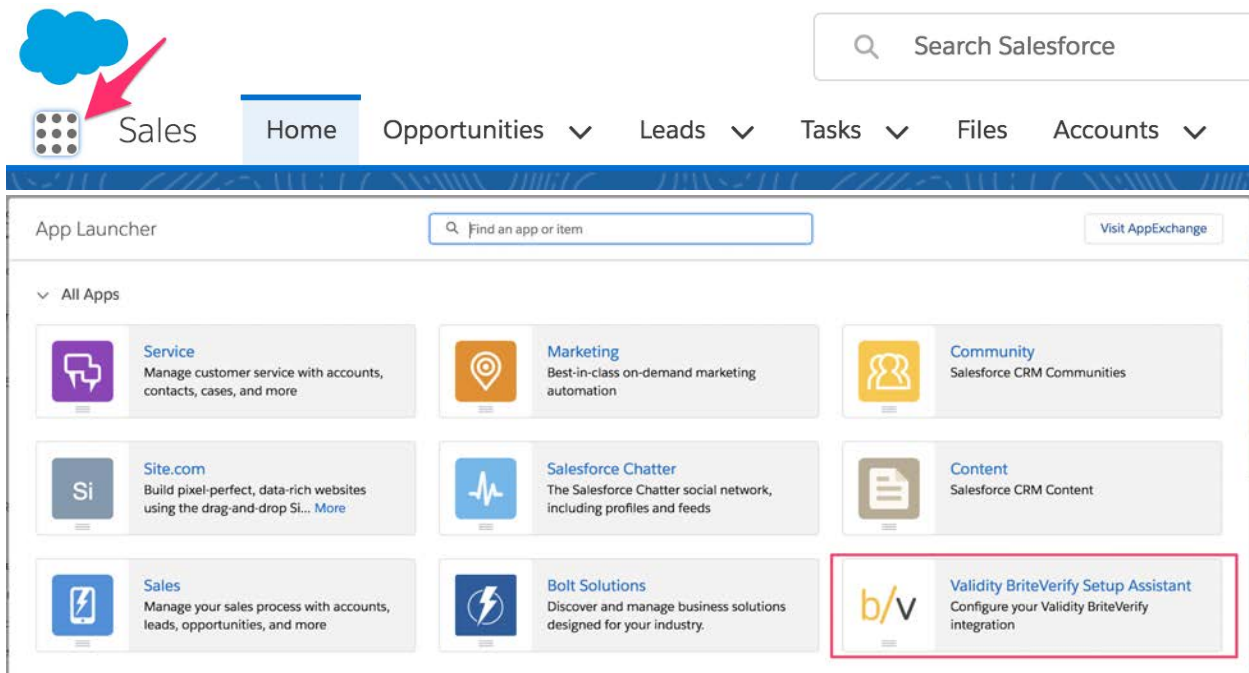 Search Salesforce
Sales Home Opportunities Leads Tasks Files Accounts
App Launcher Find an app or item Visit AppExchange
All Apps
Service
Manage customer service with accounts,
contacts, cases, and more
Marketing
Best-in-class on-demand marketing
automation
Community
Salesforce CRM Communities
Si
Site.com
Build pixel-perfect, data-rich websites
using the drag-and-drop Si... More
Salesforce Chatter
The Salesforce Chatter social network,
including profiles and feeds
Content
Salesforce CRM Content
Sales
Manage your sales process with accounts,
leads, opportunities, and more
Bolt Solutions
Discover and manage business solutions
designed for your industry.
b/v
Validity BriteVerify Setup Assistant
Configure your Validity BriteVerify
integration